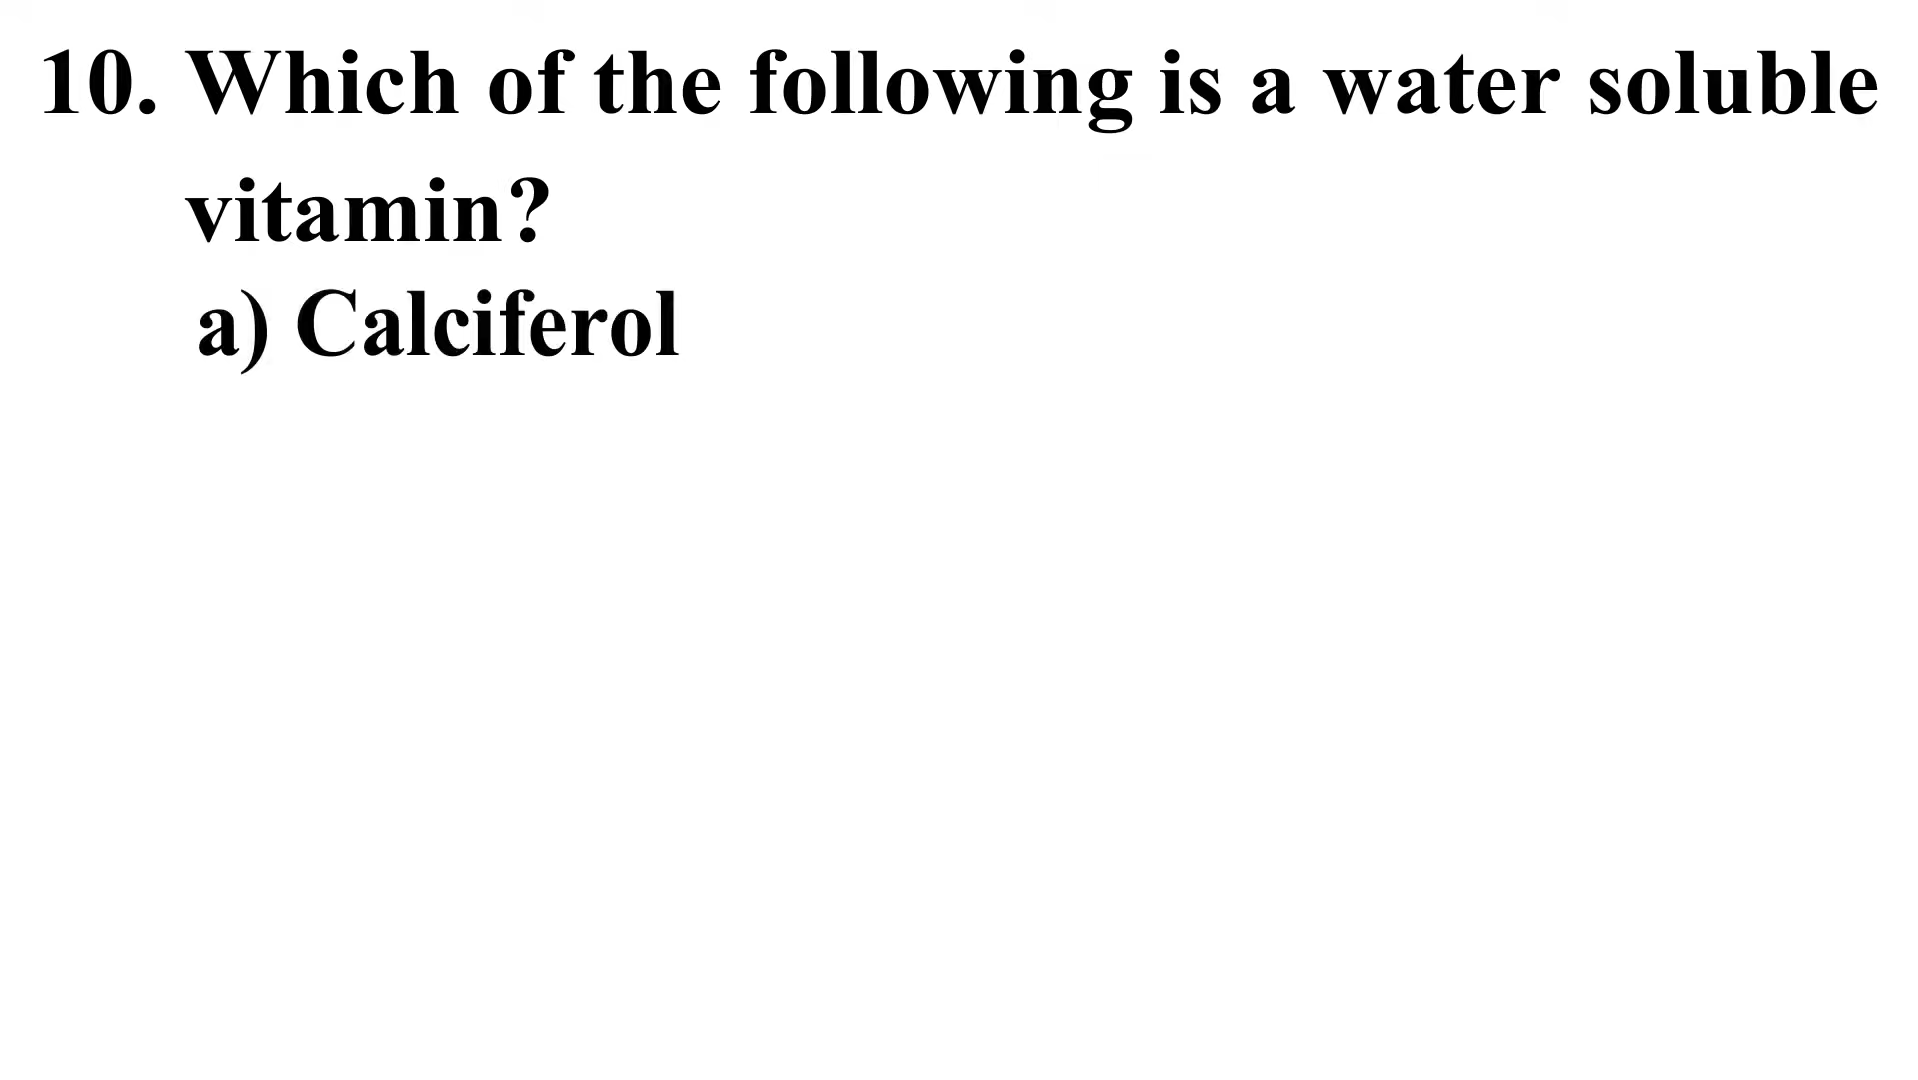 10. Which of the following is a water soluble
vitamin?
a) Calciferol